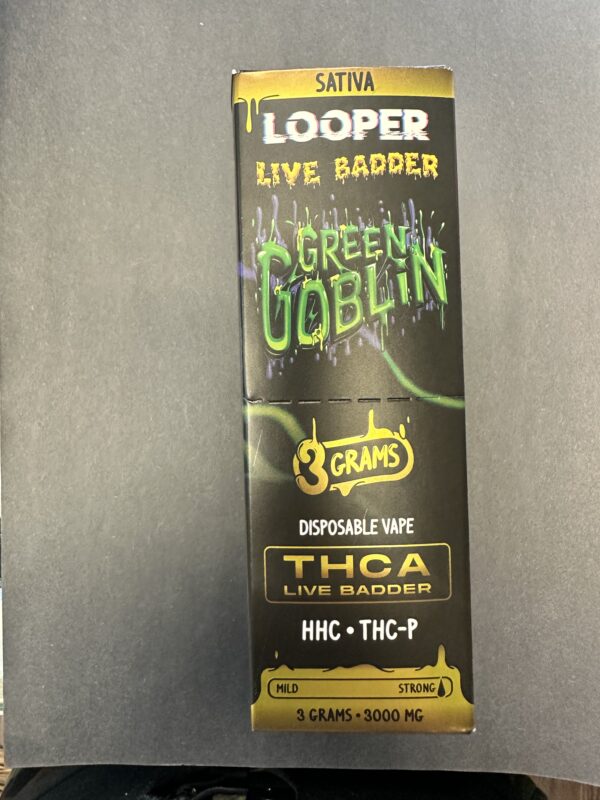 SATIVA
LOOPER
LIVE BADDER
GREEN
GOBLIN
3 GRAMS
DISPOSABLE VAPE
THCA
LIVE BADDER
HHC • THC-P
MILD STRONG
3 GRAMS • 3000 MG